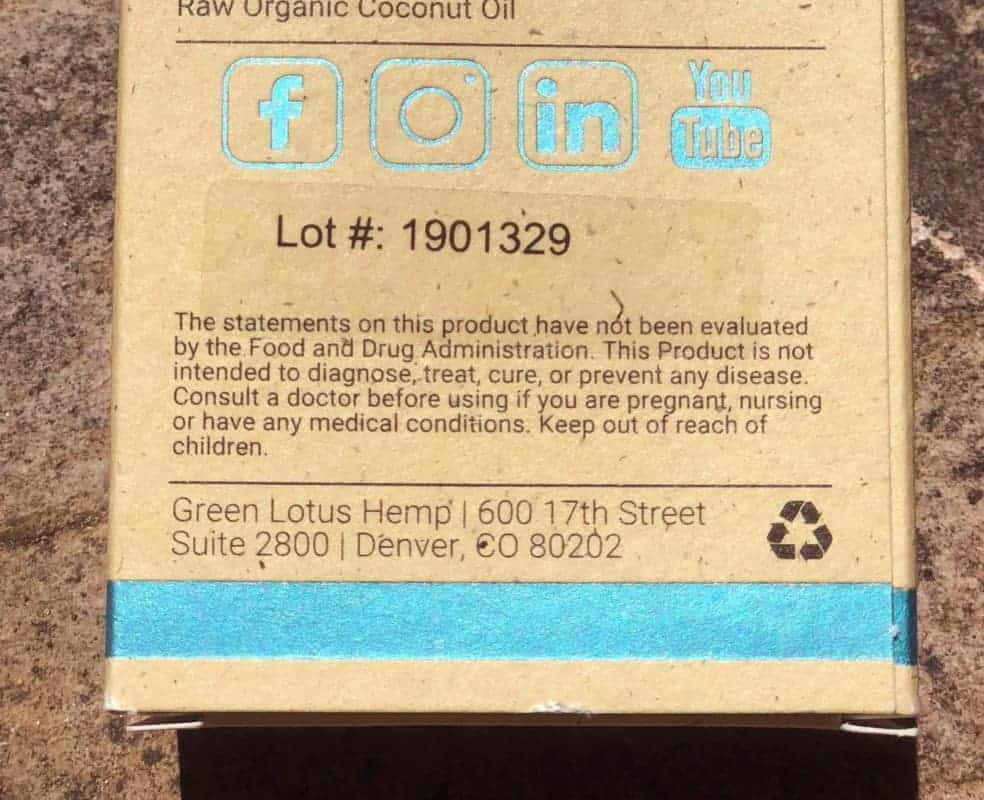 Raw Organic Coconut Oil
f
in
You
Tube
Lot #: 1901329
The statements on this product have not been evaluated
by the Food and Drug Administration. This Product is not
intended to diagnose, treat, cure, or prevent any disease.
Consult a doctor before using if you are pregnant, nursing
or have any medical conditions. Keep out of reach of
children.
Green Lotus Hemp | 600 17th Street
Suite 2800 | Denver, CO 80202